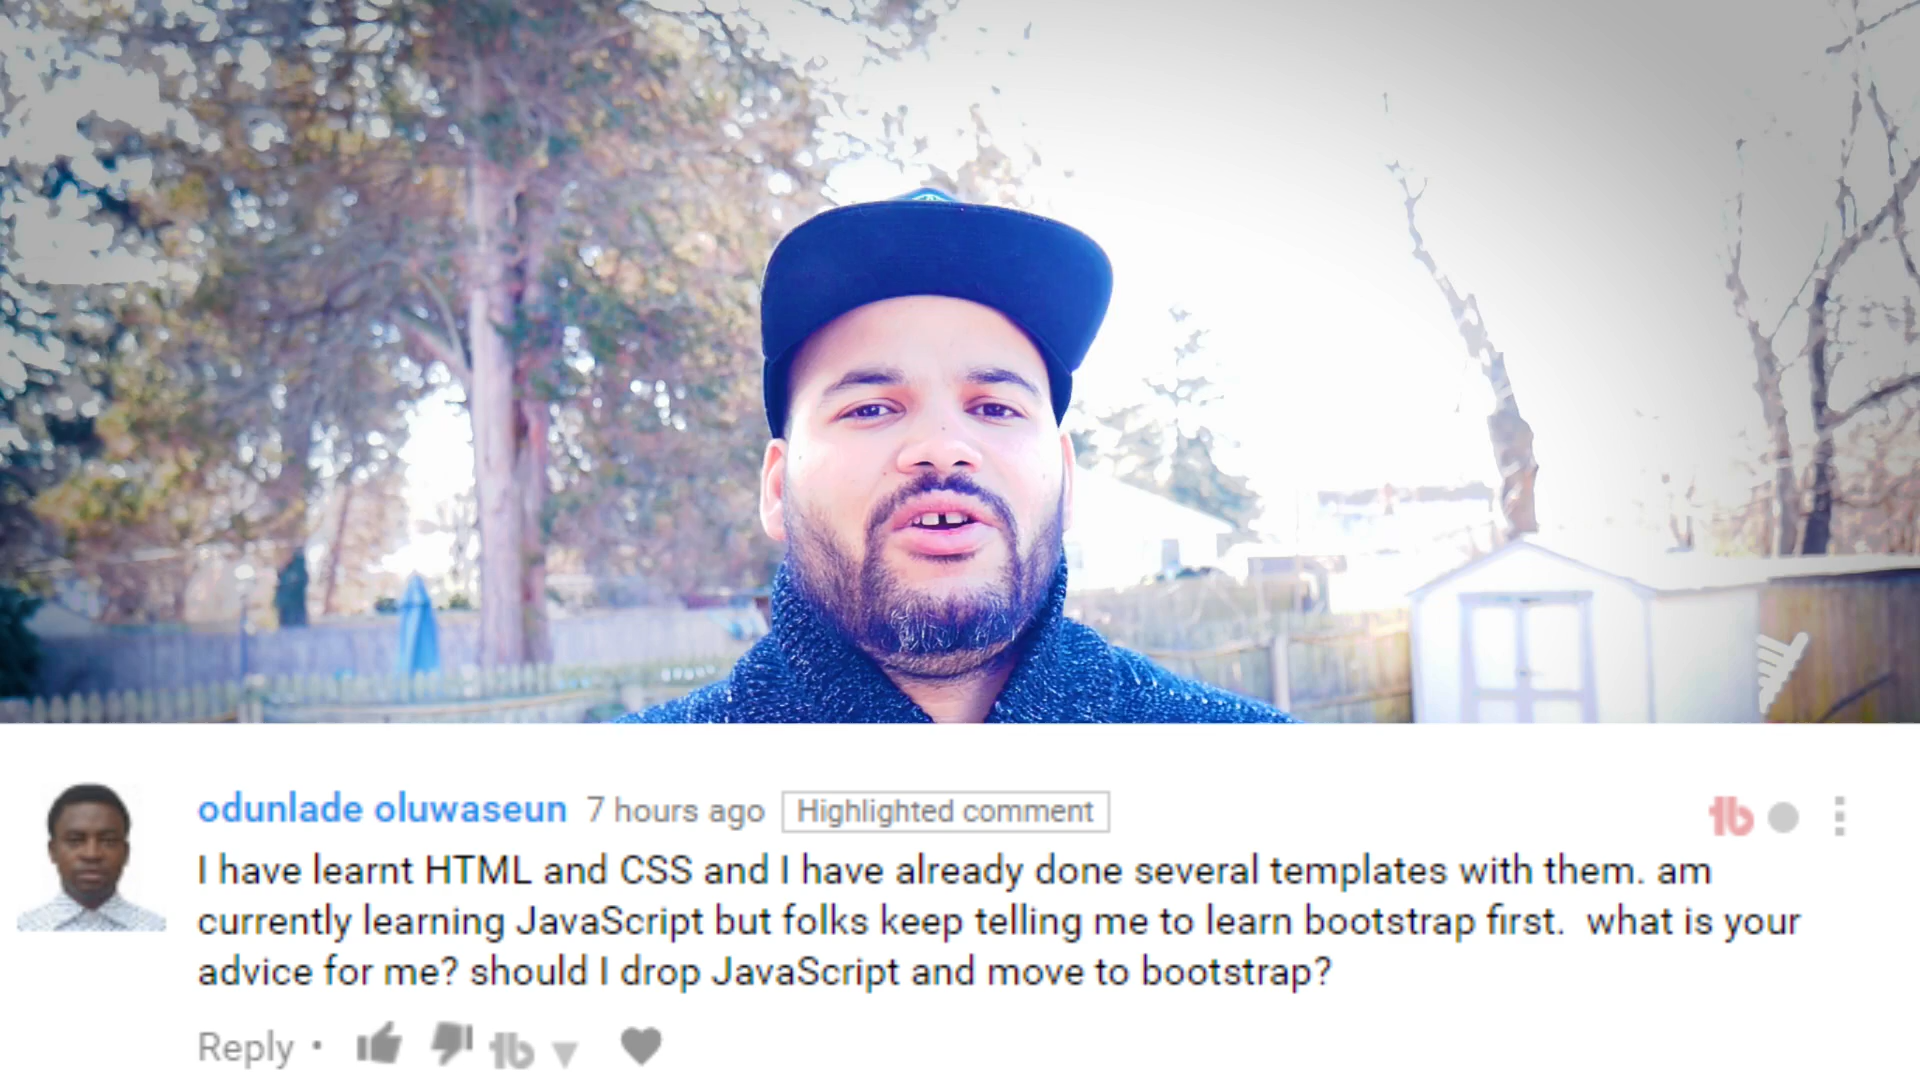 odunlade oluwaseun 7 hours ago Highlighted comment
I have learnt HTML and CSS and I have already done several templates with them. am
currently learning JavaScript but folks keep telling me to learn bootstrap first.  what is your
advice for me? should I drop JavaScript and move to bootstrap?
Reply •